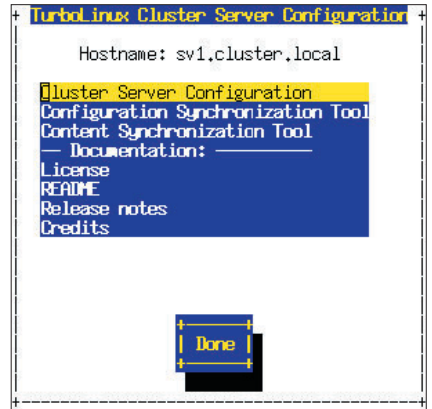 TurboLinux Cluster Server Configuration
Hostname: sv1.cluster.local
Cluster Server Configuration
Configuration Synchronization Tool
Content Synchronization Tool
— Documentation: ————
License
README
Release notes
Credits
Done